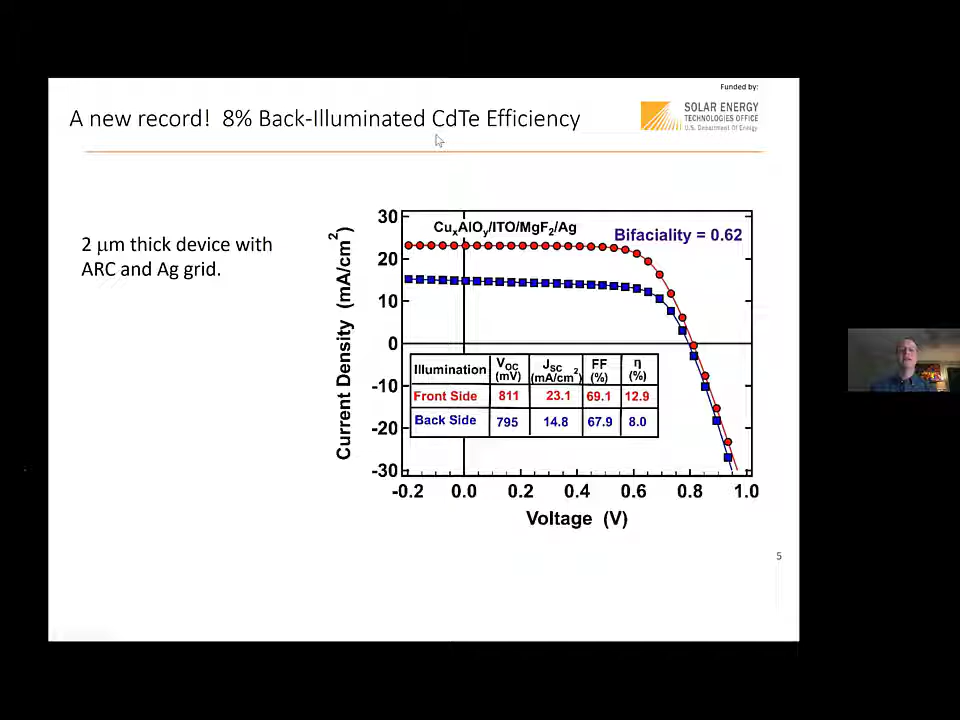 Funded by:
A new record! 8% Back-Illuminated CdTe Efficiency
SOLAR ENERGY
TECHNOLOGIES OFFICE
U.S. Department Of Energy
2 μm thick device with
ARC and Ag grid.
CuₓAlOᵧ/ITO/MgF₂/Ag
Bifaciality = 0.62
Current Density (mA/cm²)
30
20
10
0
-10
-20
-30
Illumination V_OC (mV) J_SC (mA/cm²) FF (%) η (%)
Front Side 811 23.1 69.1 12.9
Back Side 795 14.8 67.9 8.0
-0.2 0.0 0.2 0.4 0.6 0.8 1.0
Voltage (V)
5